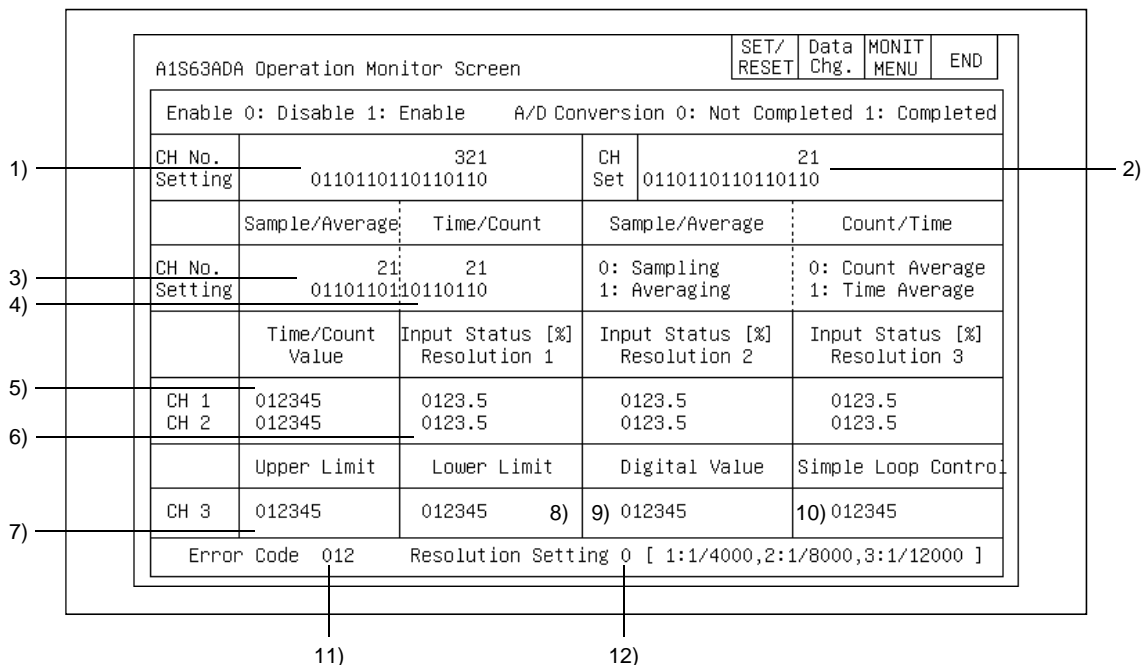 A1S63ADA Operation Monitor Screen
SET/ RESET
Data Chg.
MONIT MENU
END
Enable 0: Disable 1: Enable A/D Conversion 0: Not Completed 1: Completed
1)
CH No. 321 CH 21
Setting 0110110110110110 Set 0110110110110110
2)
Sample/Average Time/Count Sample/Average Count/Time
3)
CH No. 21 21 0: Sampling 0: Count Average
Setting 0110110110110110 1: Averaging 1: Time Average
4)
Time/Count Input Status [%] Input Status [%] Input Status [%]
Value Resolution 1 Resolution 2 Resolution 3
5)
CH 1 012345 0123.5 0123.5 0123.5
CH 2 012345 0123.5 0123.5 0123.5
6)
Upper Limit Lower Limit Digital Value Simple Loop Control
CH 3 012345 012345 8) 9) 012345 10) 012345
7)
Error Code 012 Resolution Setting 0 [ 1:1/4000,2:1/8000,3:1/12000 ]
11) 12)